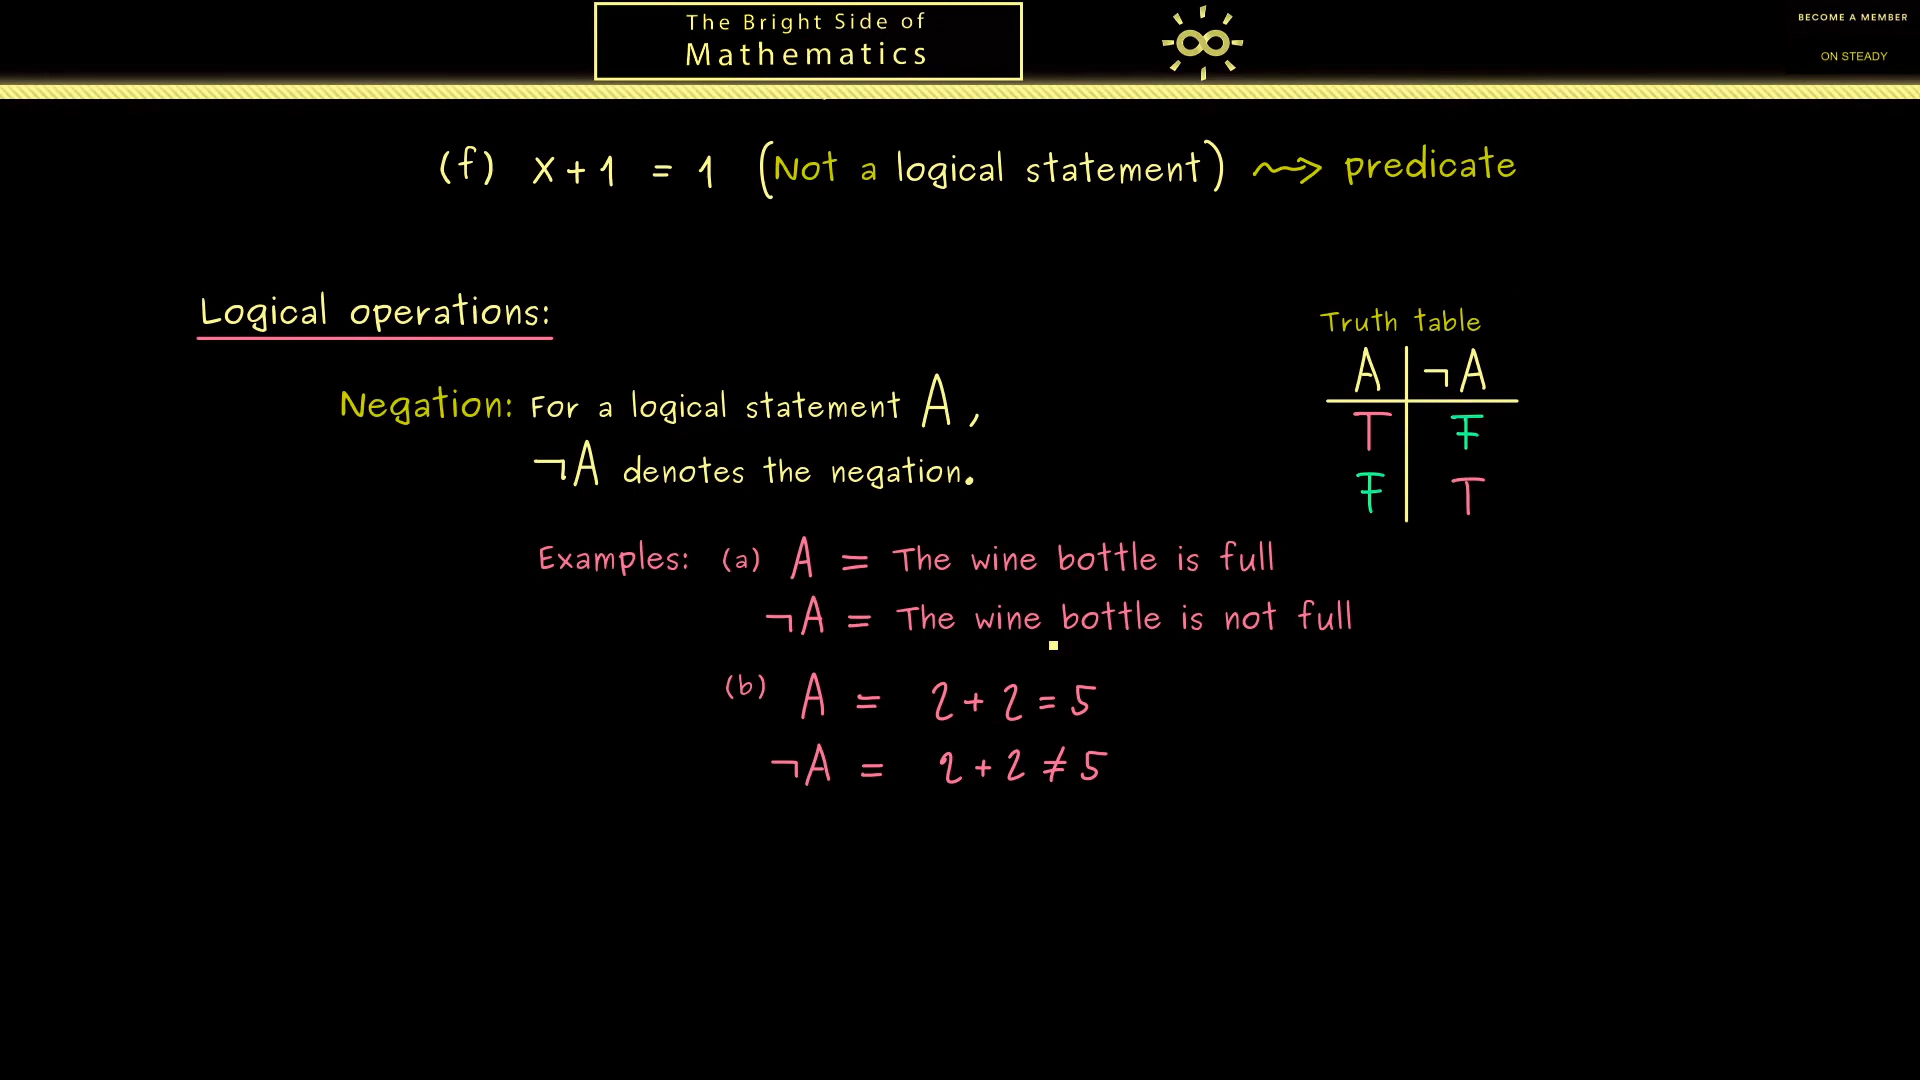 The Bright Side of
Mathematics
BECOME A MEMBER
ON STEADY
(f) x + 1 = 1 (Not a logical statement) ⇝ predicate
Logical operations:
Truth table
A ¬A
T F
F T
Negation: For a logical statement A ,
¬A denotes the negation.
Examples: (a) A = The wine bottle is full
¬A = The wine bottle is not full
(b) A = 2 + 2 = 5
¬A = 2 + 2 ≠ 5